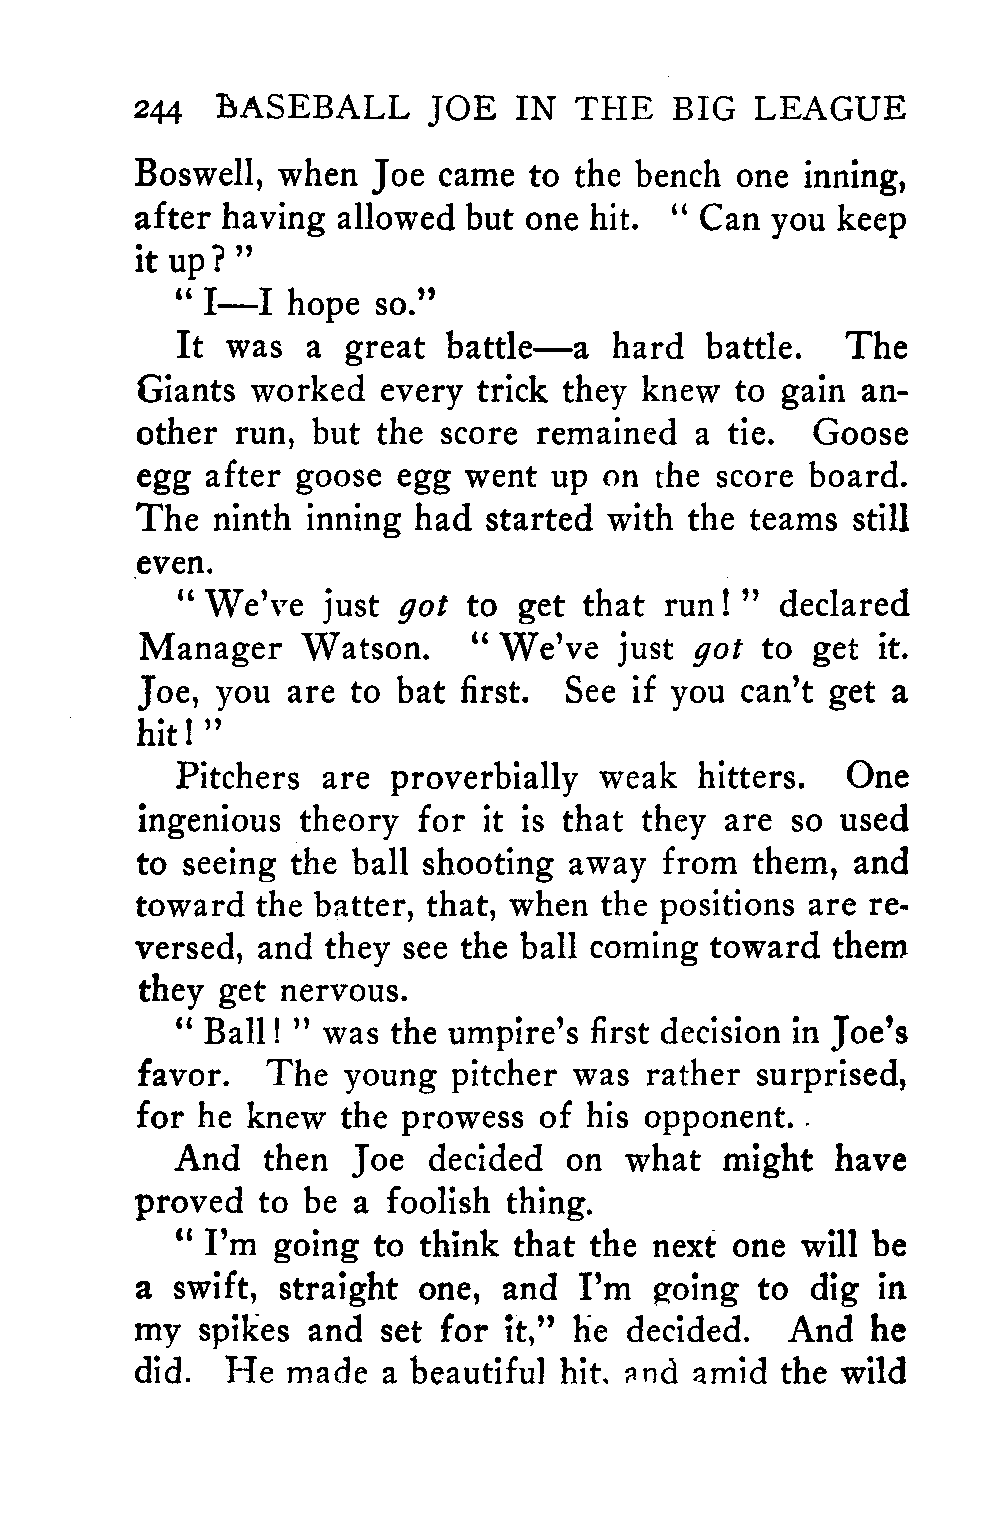 244 BASEBALL JOE IN THE BIG LEAGUE
Boswell, when Joe came to the bench one inning,
after having allowed but one hit. “ Can you keep
it up? ”
“ I—I hope so.”
It was a great battle—a hard battle. The
Giants worked every trick they knew to gain an-
other run, but the score remained a tie. Goose
egg after goose egg went up on the score board.
The ninth inning had started with the teams still
even.
“ We’ve just got to get that run! ” declared
Manager Watson. “ We’ve just got to get it.
Joe, you are to bat first. See if you can’t get a
hit! ”
Pitchers are proverbially weak hitters. One
ingenious theory for it is that they are so used
to seeing the ball shooting away from them, and
toward the batter, that, when the positions are re-
versed, and they see the ball coming toward them
they get nervous.
“ Ball! ” was the umpire’s first decision in Joe’s
favor. The young pitcher was rather surprised,
for he knew the prowess of his opponent.
And then Joe decided on what might have
proved to be a foolish thing.
“ I’m going to think that the next one will be
a swift, straight one, and I’m going to dig in
my spikes and set for it,” he decided. And he
did. He made a beautiful hit, and amid the wild